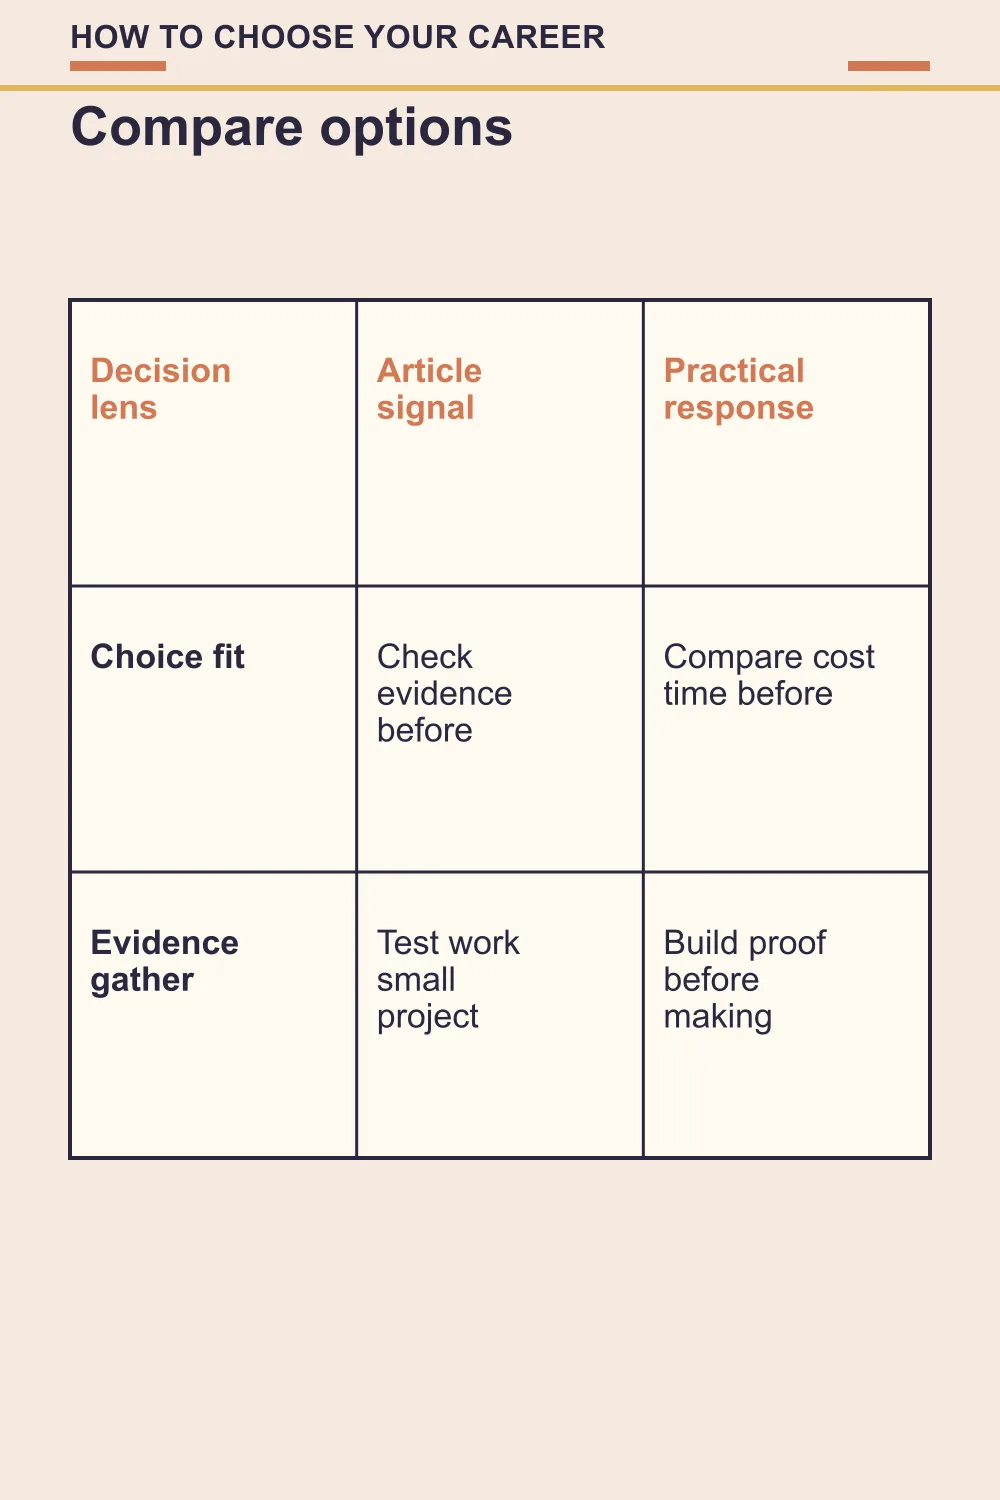 HOW TO CHOOSE YOUR CAREER
Compare options
Decision
lens
Article
signal
Practical
response
Choice fit
Check
evidence
before
Compare cost
time before
Evidence
gather
Test work
small
project
Build proof
before
making